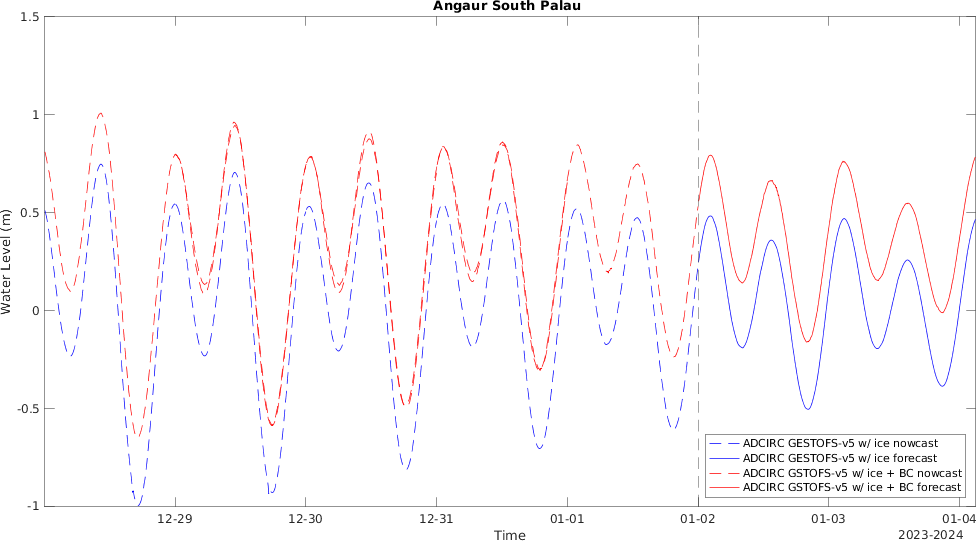 Angaur South Palau
1.5
1
0.5
0
-0.5
-1
Water Level (m)
12-29
12-30
12-31
01-01
01-02
01-03
01-04
Time
2023-2024
ADCIRC GESTOFS-v5 w/ ice nowcast
ADCIRC GESTOFS-v5 w/ ice forecast
ADCIRC GSTOFS-v5 w/ ice + BC nowcast
ADCIRC GSTOFS-v5 w/ ice + BC forecast